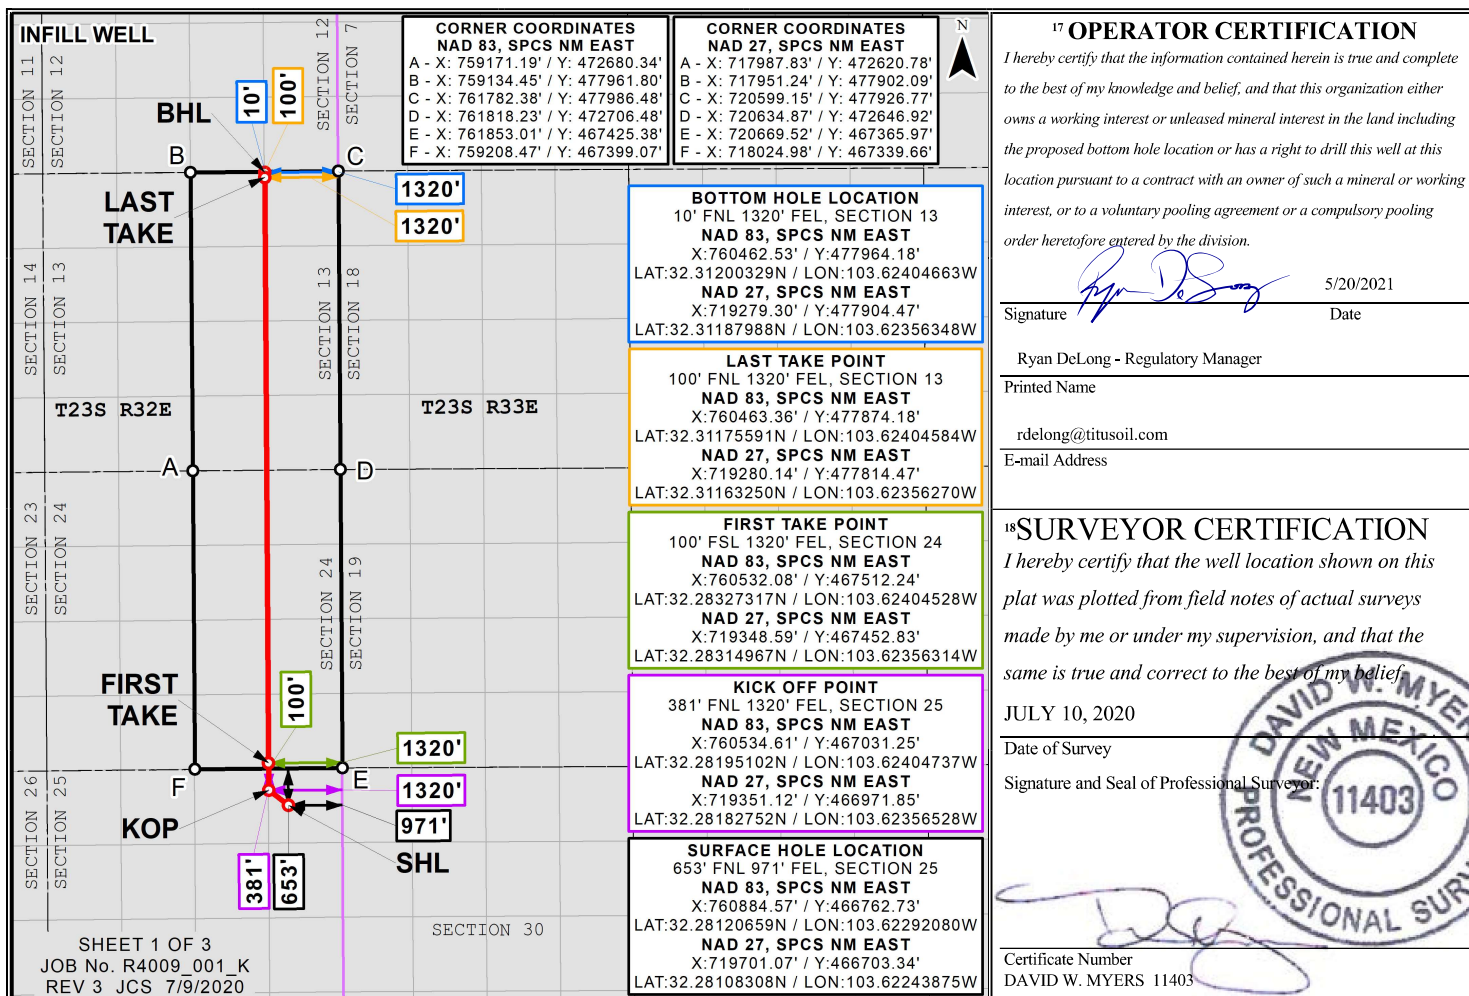 INFILL WELL
SECTION 11
SECTION 12
SECTION 12
SECTION 7
N
CORNER COORDINATES
NAD 83, SPCS NM EAST
A - X: 759171.19' / Y: 472680.34'
B - X: 759134.45' / Y: 477961.80'
C - X: 761782.38' / Y: 477986.48'
D - X: 761818.23' / Y: 472706.48'
E - X: 761853.01' / Y: 467425.38'
F - X: 759208.47' / Y: 467399.07'
CORNER COORDINATES
NAD 27, SPCS NM EAST
A - X: 717987.83' / Y: 472620.78'
B - X: 717951.24' / Y: 477902.09'
C - X: 720599.15' / Y: 477926.77'
D - X: 720634.87' / Y: 472646.92'
E - X: 720669.52' / Y: 467365.97'
F - X: 718024.98' / Y: 467339.66'
10'
100'
BHL
B
C
LAST
TAKE
1320'
1320'
SECTION 14
SECTION 13
SECTION 13
SECTION 18
T23S R32E
T23S R33E
A
D
SECTION 23
SECTION 24
SECTION 24
SECTION 19
FIRST
TAKE
100'
1320'
F
E
1320'
KOP
971'
SHL
381'
653'
SECTION 26
SECTION 25
SECTION 30
SHEET 1 OF 3
JOB No. R4009_001_K
REV 3 JCS 7/9/2020
BOTTOM HOLE LOCATION
10' FNL 1320' FEL, SECTION 13
NAD 83, SPCS NM EAST
X:760462.53' / Y:477964.18'
LAT:32.31200329N / LON:103.62404663W
NAD 27, SPCS NM EAST
X:719279.30' / Y:477904.47'
LAT:32.31187988N / LON:103.62356348W
LAST TAKE POINT
100' FNL 1320' FEL, SECTION 13
NAD 83, SPCS NM EAST
X:760463.36' / Y:477874.18'
LAT:32.31175591N / LON:103.62404584W
NAD 27, SPCS NM EAST
X:719280.14' / Y:477814.47'
LAT:32.31163250N / LON:103.62356270W
FIRST TAKE POINT
100' FSL 1320' FEL, SECTION 24
NAD 83, SPCS NM EAST
X:760532.08' / Y:467512.24'
LAT:32.28327317N / LON:103.62404528W
NAD 27, SPCS NM EAST
X:719348.59' / Y:467452.83'
LAT:32.28314967N / LON:103.62356314W
KICK OFF POINT
381' FNL 1320' FEL, SECTION 25
NAD 83, SPCS NM EAST
X:760534.61' / Y:467031.25'
LAT:32.28195102N / LON:103.62404737W
NAD 27, SPCS NM EAST
X:719351.12' / Y:466971.85'
LAT:32.28182752N / LON:103.62356528W
SURFACE HOLE LOCATION
653' FNL 971' FEL, SECTION 25
NAD 83, SPCS NM EAST
X:760884.57' / Y:466762.73'
LAT:32.28120659N / LON:103.62292080W
NAD 27, SPCS NM EAST
X:719701.07' / Y:466703.34'
LAT:32.28108308N / LON:103.62243875W
17 OPERATOR CERTIFICATION
I hereby certify that the information contained herein is true and complete
to the best of my knowledge and belief, and that this organization either
owns a working interest or unleased mineral interest in the land including
the proposed bottom hole location or has a right to drill this well at this
location pursuant to a contract with an owner of such a mineral or working
interest, or to a voluntary pooling agreement or a compulsory pooling
order heretofore entered by the division.
Ryan DeLong
5/20/2021
Signature Date
Ryan DeLong - Regulatory Manager
Printed Name
rdelong@titusoil.com
E-mail Address
18SURVEYOR CERTIFICATION
I hereby certify that the well location shown on this
plat was plotted from field notes of actual surveys
made by me or under my supervision, and that the
same is true and correct to the best of my belief.
JULY 10, 2020
Date of Survey
Signature and Seal of Professional Surveyor:
DAVID W. MYER
NEW MEXICO
11403
PROFESSIONAL SURV
Certificate Number
DAVID W. MYERS 11403